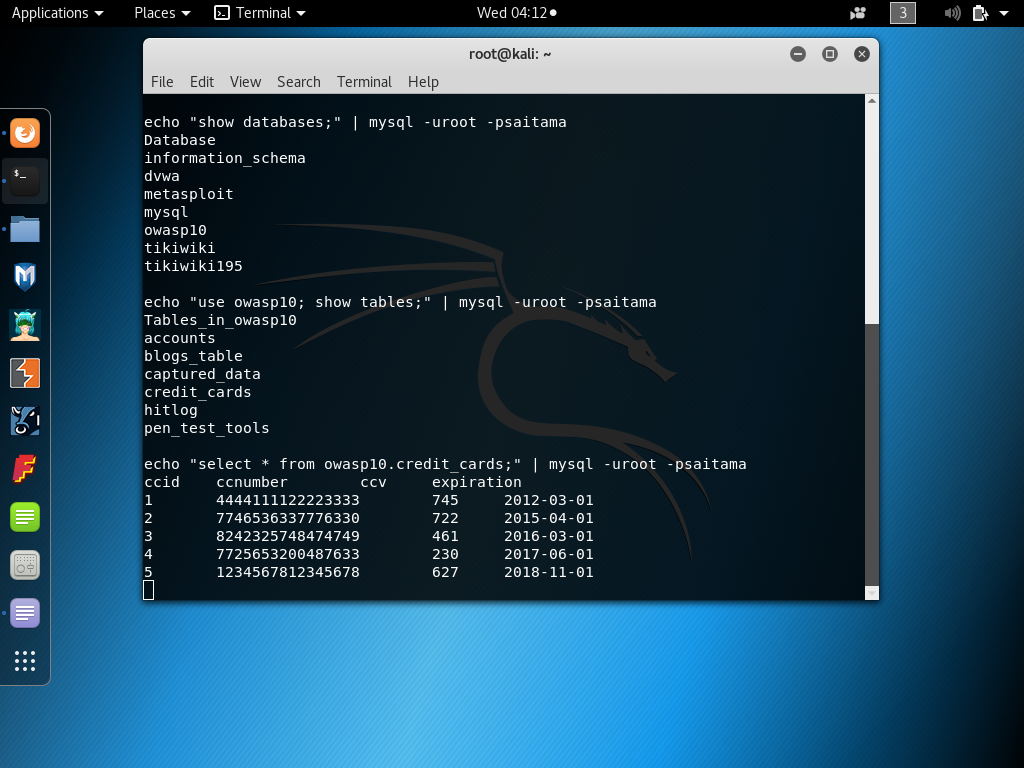 Applications Places Terminal Wed 04:12 3
root@kali: ~
File Edit View Search Terminal Help
echo "show databases;" | mysql -uroot -psaitama
Database
information_schema
dvwa
metasploit
mysql
owasp10
tikiwiki
tikiwiki195
echo "use owasp10; show tables;" | mysql -uroot -psaitama
Tables_in_owasp10
accounts
blogs_table
captured_data
credit_cards
hitlog
pen_test_tools
echo "select * from owasp10.credit_cards;" | mysql -uroot -psaitama
ccid ccnumber ccv expiration
1 4444111122223333 745 2012-03-01
2 7746536337776330 722 2015-04-01
3 8242325748474749 461 2016-03-01
4 7725653200487633 230 2017-06-01
5 1234567812345678 627 2018-11-01